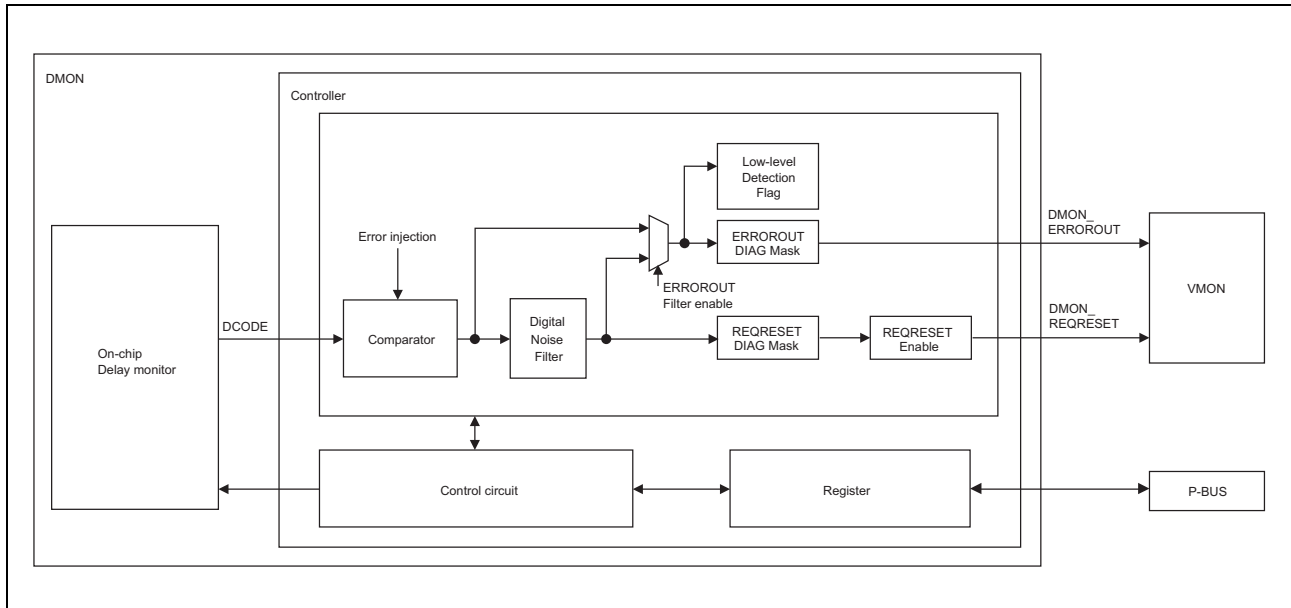 DMON
Controller
Low-level
Detection
Flag
DMON_
ERROROUT
Error injection
ERROROUT
DIAG Mask
ERROROUT
Filter enable
VMON
DCODE
Comparator
Digital
Noise
Filter
REQRESET
DIAG Mask
REQRESET
Enable
DMON_
REQRESET
On-chip
Delay monitor
Control circuit
Register
P-BUS